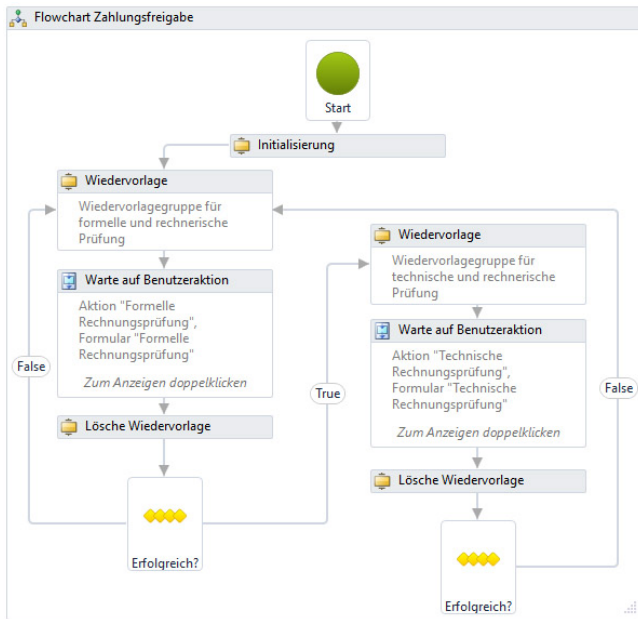 Flowchart Zahlungsfreigabe
Start
Initialisierung
Wiedervorlage
Wiedervorlagegruppe für
formelle und rechnerische
Prüfung
Warte auf Benutzeraktion
Aktion "Formelle
Rechnungsprüfung",
Formular "Formelle
Rechnungsprüfung"
Zum Anzeigen doppelklicken
False
Lösche Wiedervorlage
Erfolgreich?
True
Wiedervorlage
Wiedervorlagegruppe für
technische und rechnerische
Prüfung
Warte auf Benutzeraktion
Aktion "Technische
Rechnungsprüfung",
Formular "Technische
Rechnungsprüfung"
Zum Anzeigen doppelklicken
False
Lösche Wiedervorlage
Erfolgreich?